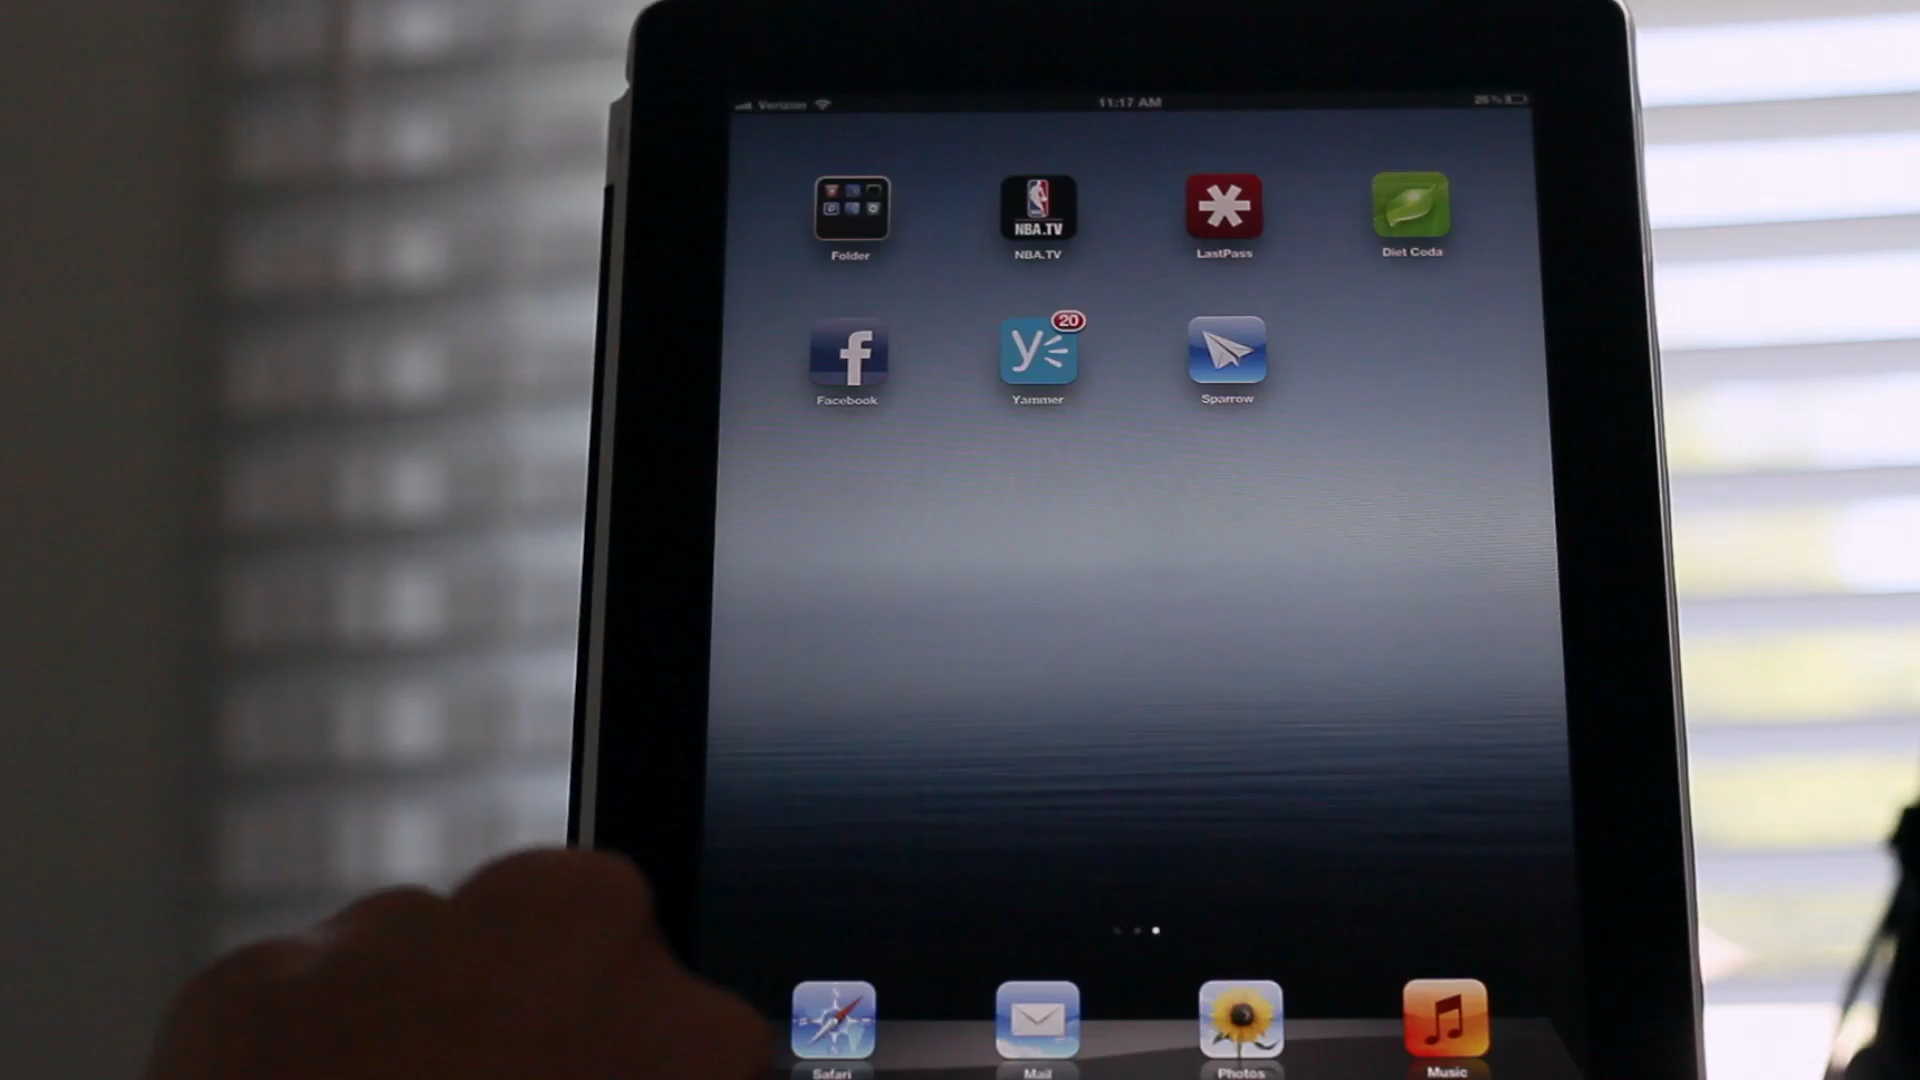 Verizon 11:17 AM
Folder NBA.TV NBA.TV LastPass Diet Coda
20
Facebook Yammer Sparrow
Safari Mail Photos Music